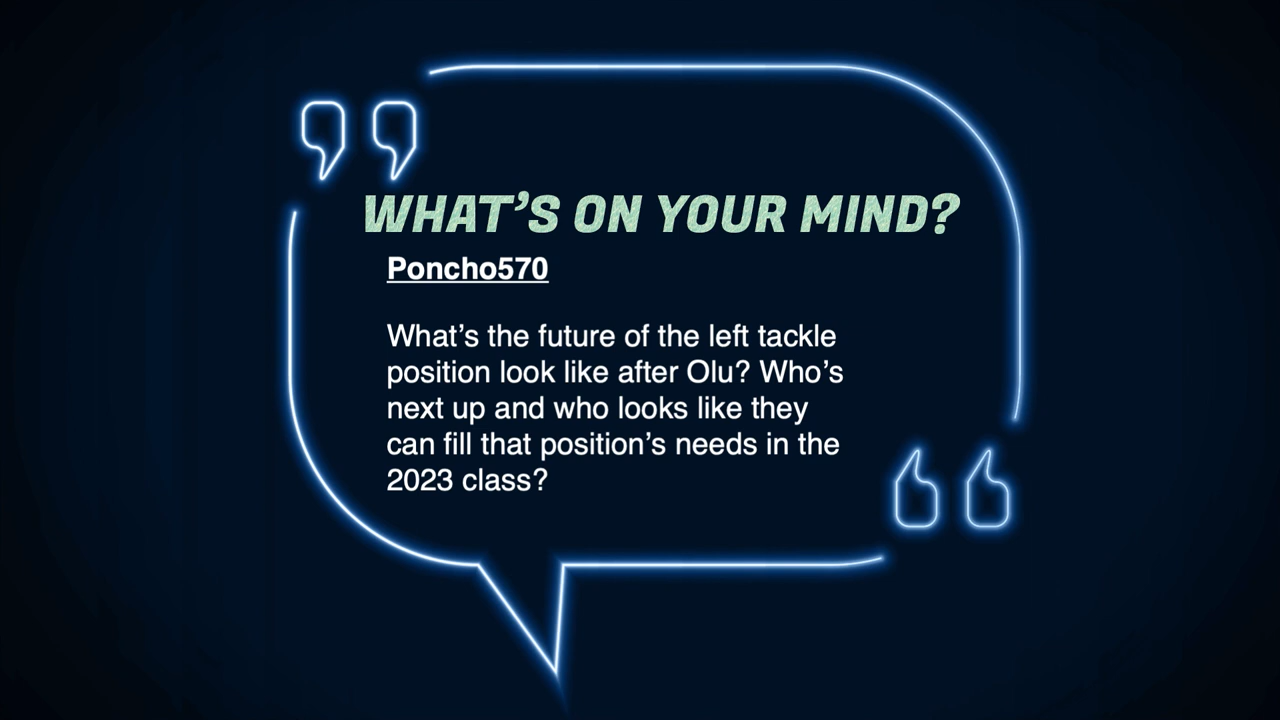 WHAT'S ON YOUR MIND?
Poncho570
What's the future of the left tackle
position look like after Olu? Who's
next up and who looks like they
can fill that position's needs in the
2023 class?